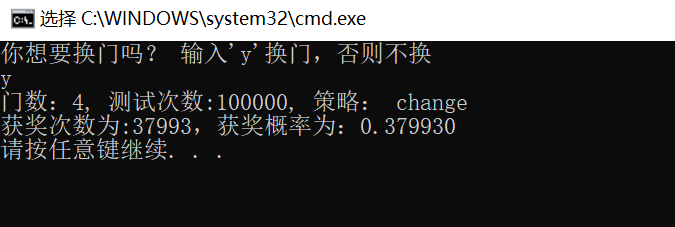 选择 C:\WINDOWS\system32\cmd.exe
你想要换门吗? 输入'y'换门，否则不换
y
门数：4, 测试次数:100000, 策略： change
获奖次数为:37993，获奖概率为：0.379930
请按任意键继续. . .